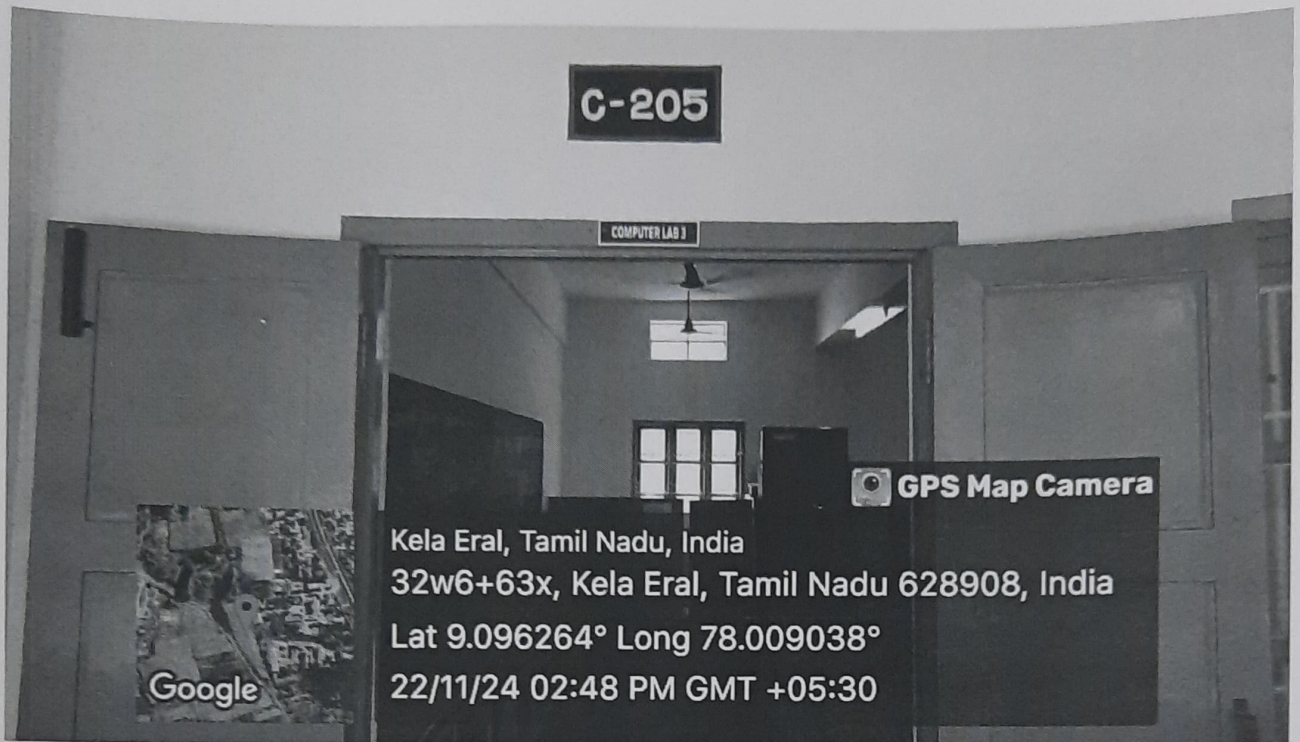 C-205
COMPUTER LAB 3
GPS Map Camera
Kela Eral, Tamil Nadu, India
32w6+63x, Kela Eral, Tamil Nadu 628908, India
Lat 9.096264° Long 78.009038°
22/11/24 02:48 PM GMT +05:30
Google